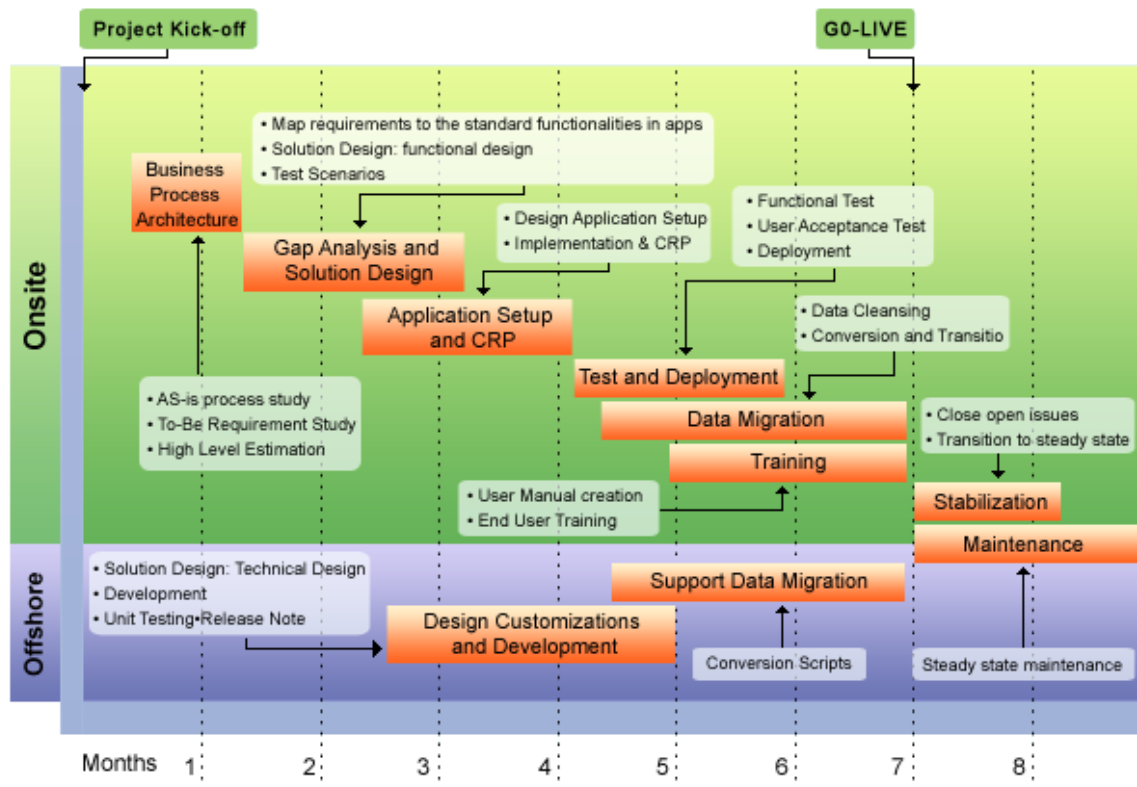 Project Kick-off
G0-LIVE
Onsite
Offshore
• Map requirements to the standard functionalities in apps
• Solution Design: functional design
• Test Scenarios
Business
Process
Architecture
Gap Analysis and
Solution Design
• Design Application Setup
• Implementation & CRP
• Functional Test
• User Acceptance Test
• Deployment
Application Setup
and CRP
• Data Cleansing
• Conversion and Transitio
Test and Deployment
• AS-is process study
• To-Be Requirement Study
• High Level Estimation
Data Migration
• Close open issues
• Transition to steady state
Training
• User Manual creation
• End User Training
Stabilization
Maintenance
• Solution Design: Technical Design
• Development
• Unit Testing•Release Note
Support Data Migration
Design Customizations
and Development
Conversion Scripts
Steady state maintenance
Months 1 2 3 4 5 6 7 8